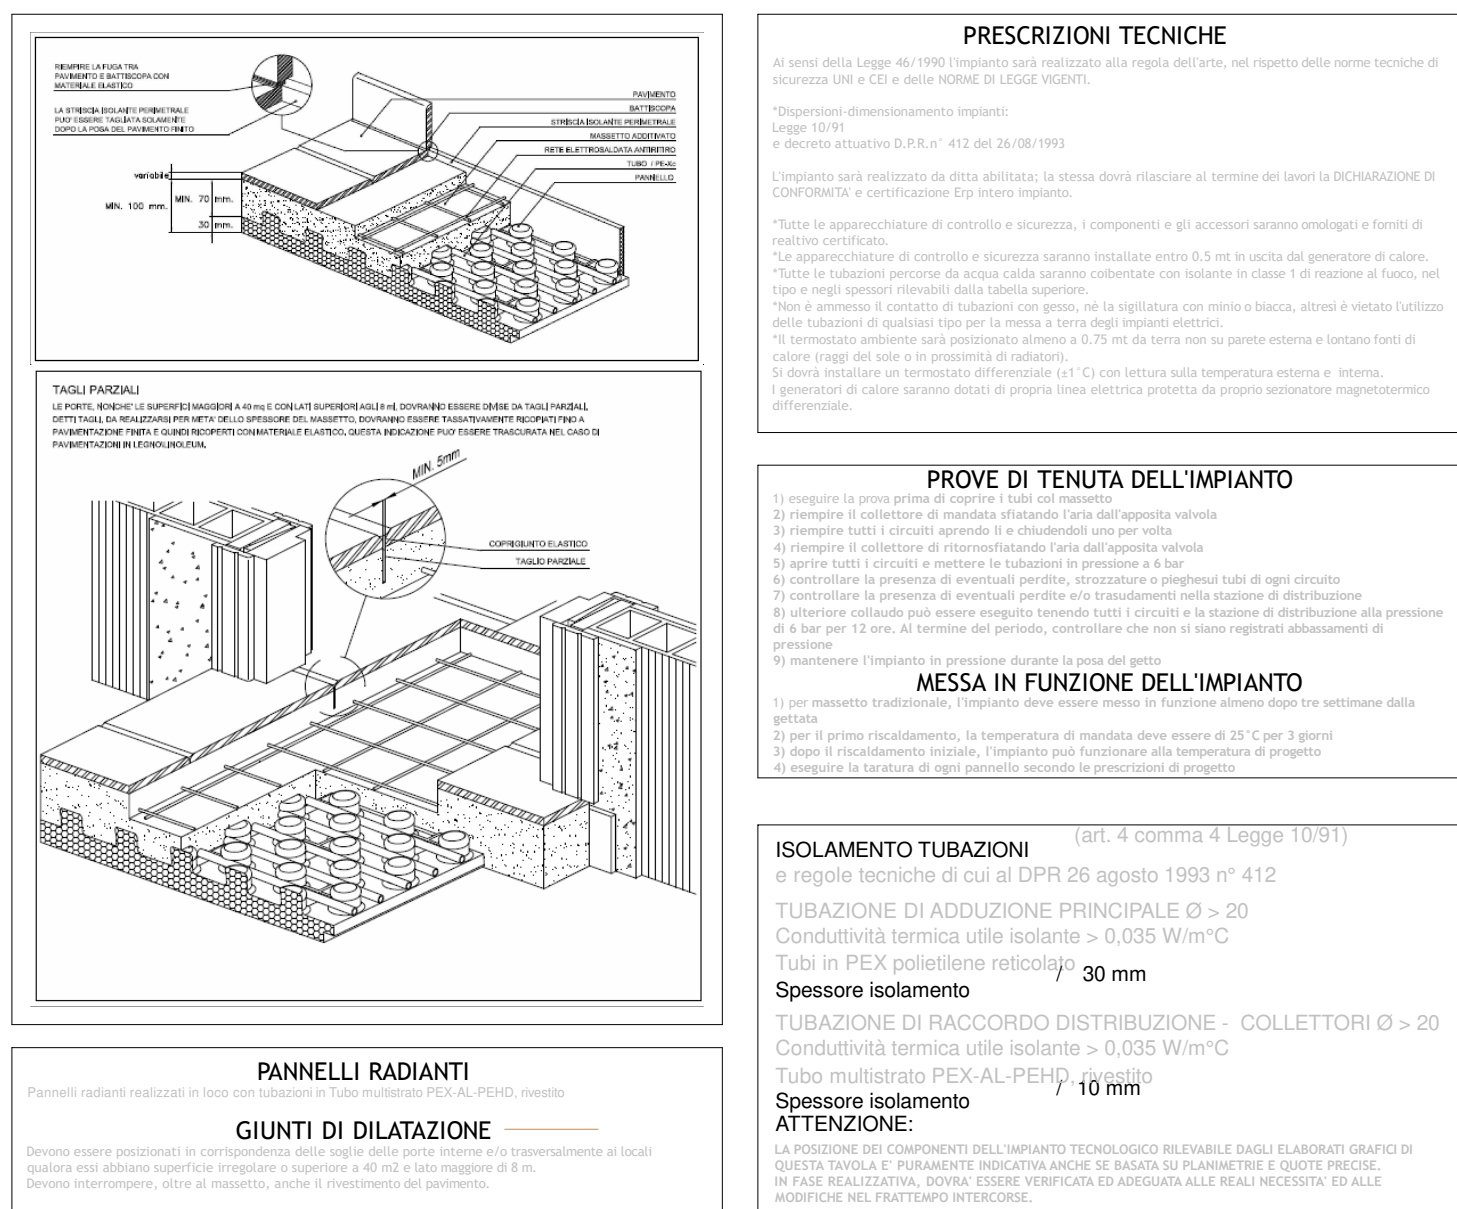 RIEMPIRE LA FUGA TRA
PAVIMENTO E BATTISCOPA CON
MATERIALE ELASTICO
LA STRISCIA ISOLANTE PERIMETRALE
PUO' ESSERE TAGLIATA SOLAMENTE
DOPO LA POSA DEL PAVIMENTO FINITO
PAVIMENTO
BATTISCOPA
STRISCIA ISOLANTE PERIMETRALE
MASSETTO ADDITIVATO
RETE ELETTROSALDATA ANTIRITIRO
TUBO / PE-Xc
PANNELLO
variabile
MIN. 100 mm.
MIN. 70 mm.
30 mm.
TAGLI PARZIALI
LE PORTE, NONCHE' LE SUPERFICI MAGGIORI A 40 mq E CON LATI SUPERIORI AGLI 8 ml, DOVRANNO ESSERE DIVISE DA TAGLI PARZIALI.
DETTI TAGLI, DA REALIZZARSI PER META' DELLO SPESSORE DEL MASSETTO, DOVRANNO ESSERE TASSATIVAMENTE RICOPIATI FINO A
PAVIMENTAZIONE FINITA E QUINDI RICOPERTI CON MATERIALE ELASTICO. QUESTA INDICAZIONE PUO' ESSERE TRASCURATA NEL CASO DI
PAVIMENTAZIONI IN LEGNO\LINOLEUM.
MIN. 5mm
COPRIGIUNTO ELASTICO
TAGLIO PARZIALE
PANNELLI RADIANTI
Pannelli radianti realizzati in loco con tubazioni in Tubo multistrato PEX-AL-PEHD, rivestito
GIUNTI DI DILATAZIONE
Devono essere posizionati in corrispondenza delle soglie delle porte interne e/o trasversalmente ai locali
qualora essi abbiano superficie irregolare o superiore a 40 m2 e lato maggiore di 8 m.
Devono interrompere, oltre al massetto, anche il rivestimento del pavimento.
PRESCRIZIONI TECNICHE
Ai sensi della Legge 46/1990 l'impianto sarà realizzato alla regola dell'arte, nel rispetto delle norme tecniche di
sicurezza UNI e CEI e delle NORME DI LEGGE VIGENTI.
*Dispersioni-dimensionamento impianti:
Legge 10/91
e decreto attuativo D.P.R.n° 412 del 26/08/1993
L'impianto sarà realizzato da ditta abilitata; la stessa dovrà rilasciare al termine dei lavori la DICHIARAZIONE DI
CONFORMITA' e certificazione Erp intero impianto.
*Tutte le apparecchiature di controllo e sicurezza, i componenti e gli accessori saranno omologati e forniti di
realtivo certificato.
*Le apparecchiature di controllo e sicurezza saranno installate entro 0.5 mt in uscita dal generatore di calore.
*Tutte le tubazioni percorse da acqua calda saranno coibentate con isolante in classe 1 di reazione al fuoco, nel
tipo e negli spessori rilevabili dalla tabella superiore.
*Non è ammesso il contatto di tubazioni con gesso, nè la sigillatura con minio o biacca, altresì è vietato l'utilizzo
delle tubazioni di qualsiasi tipo per la messa a terra degli impianti elettrici.
*Il termostato ambiente sarà posizionato almeno a 0.75 mt da terra non su parete esterna e lontano fonti di
calore (raggi del sole o in prossimità di radiatori).
Si dovrà installare un termostato differenziale (±1°C) con lettura sulla temperatura esterna e interna.
I generatori di calore saranno dotati di propria linea elettrica protetta da proprio sezionatore magnetotermico
differenziale.
PROVE DI TENUTA DELL'IMPIANTO
1) eseguire la prova prima di coprire i tubi col massetto
2) riempire il collettore di mandata sfiatando l'aria dall'apposita valvola
3) riempire tutti i circuiti aprendo li e chiudendoli uno per volta
4) riempire il collettore di ritornosfiatando l'aria dall'apposita valvola
5) aprire tutti i circuiti e mettere le tubazioni in pressione a 6 bar
6) controllare la presenza di eventuali perdite, strozzature o pieghesui tubi di ogni circuito
7) controllare la presenza di eventuali perdite e/o trasudamenti nella stazione di distribuzione
8) ulteriore collaudo può essere eseguito tenendo tutti i circuiti e la stazione di distribuzione alla pressione
di 6 bar per 12 ore. Al termine del periodo, controllare che non si siano registrati abbassamenti di
pressione
9) mantenere l'impianto in pressione durante la posa del getto
MESSA IN FUNZIONE DELL'IMPIANTO
1) per massetto tradizionale, l'impianto deve essere messo in funzione almeno dopo tre settimane dalla
gettata
2) per il primo riscaldamento, la temperatura di mandata deve essere di 25°C per 3 giorni
3) dopo il riscaldamento iniziale, l'impianto può funzionare alla temperatura di progetto
4) eseguire la taratura di ogni pannello secondo le prescrizioni di progetto
ISOLAMENTO TUBAZIONI (art. 4 comma 4 Legge 10/91)
e regole tecniche di cui al DPR 26 agosto 1993 n° 412
TUBAZIONE DI ADDUZIONE PRINCIPALE Ø > 20
Conduttività termica utile isolante > 0,035 W/m°C
Tubi in PEX polietilene reticolato
Spessore isolamento / 30 mm
TUBAZIONE DI RACCORDO DISTRIBUZIONE - COLLETTORI Ø > 20
Conduttività termica utile isolante > 0,035 W/m°C
Tubo multistrato PEX-AL-PEHD, rivestito
Spessore isolamento / 10 mm
ATTENZIONE:
LA POSIZIONE DEI COMPONENTI DELL'IMPIANTO TECNOLOGICO RILEVABILE DAGLI ELABORATI GRAFICI DI
QUESTA TAVOLA E' PURAMENTE INDICATIVA ANCHE SE BASATA SU PLANIMETRIE E QUOTE PRECISE.
IN FASE REALIZZATIVA, DOVRA' ESSERE VERIFICATA ED ADEGUATA ALLE REALI NECESSITA' ED ALLE
MODIFICHE NEL FRATTEMPO INTERCORSE.